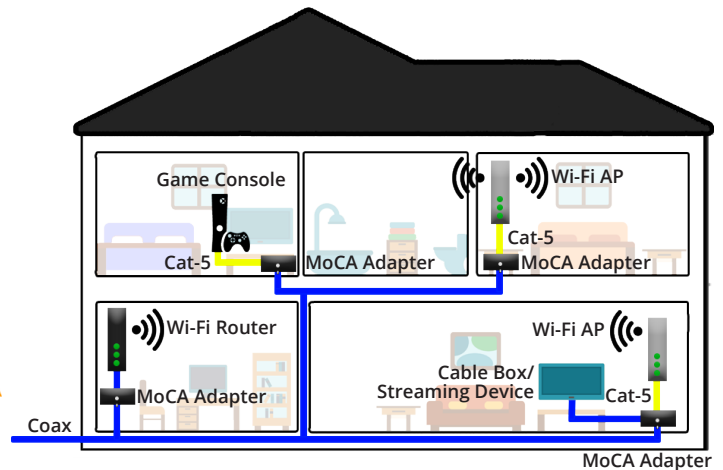 Game Console
Wi-Fi AP
Cat-5
Cat-5
MoCA Adapter
MoCA Adapter
Wi-Fi Router
Wi-Fi AP
Cable Box/
Streaming Device
Cat-5
MoCA Adapter
Coax
MoCA Adapter